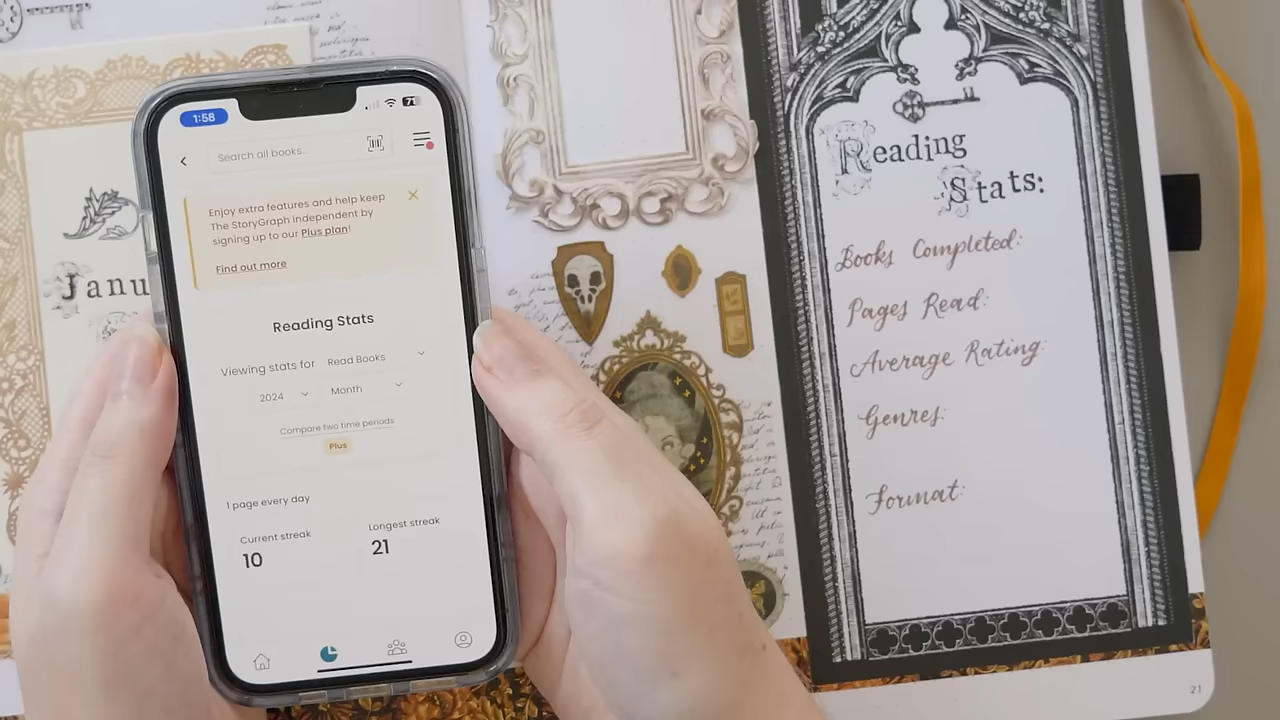 1:58
Search all books...
Enjoy extra features and help keep
The StoryGraph independent by
signing up to our Plus plan!
Find out more
Reading Stats
Viewing stats for Read Books
2024 Month
Compare two time periods
Plus
1 page every day
Current streak
10
Longest streak
21
Janu
Reading
Stats:
Books Completed:
Pages Read:
Average Rating:
Genres:
Format:
21